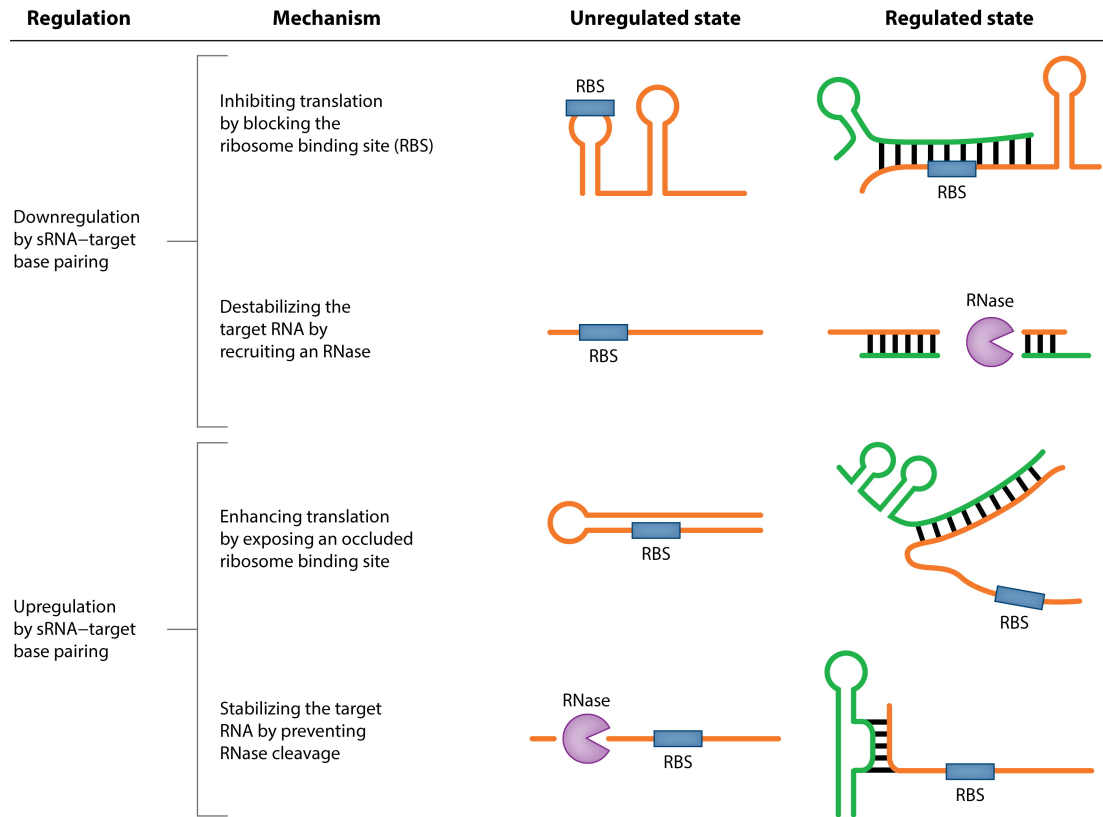 Regulation
Mechanism
Unregulated state
Regulated state
Downregulation
by sRNA–target
base pairing
Inhibiting translation
by blocking the
ribosome binding site (RBS)
RBS
RBS
Destabilizing the
target RNA by
recruiting an RNase
RBS
RNase
Upregulation
by sRNA–target
base pairing
Enhancing translation
by exposing an occluded
ribosome binding site
RBS
RBS
Stabilizing the target
RNA by preventing
RNase cleavage
RNase
RBS
RBS